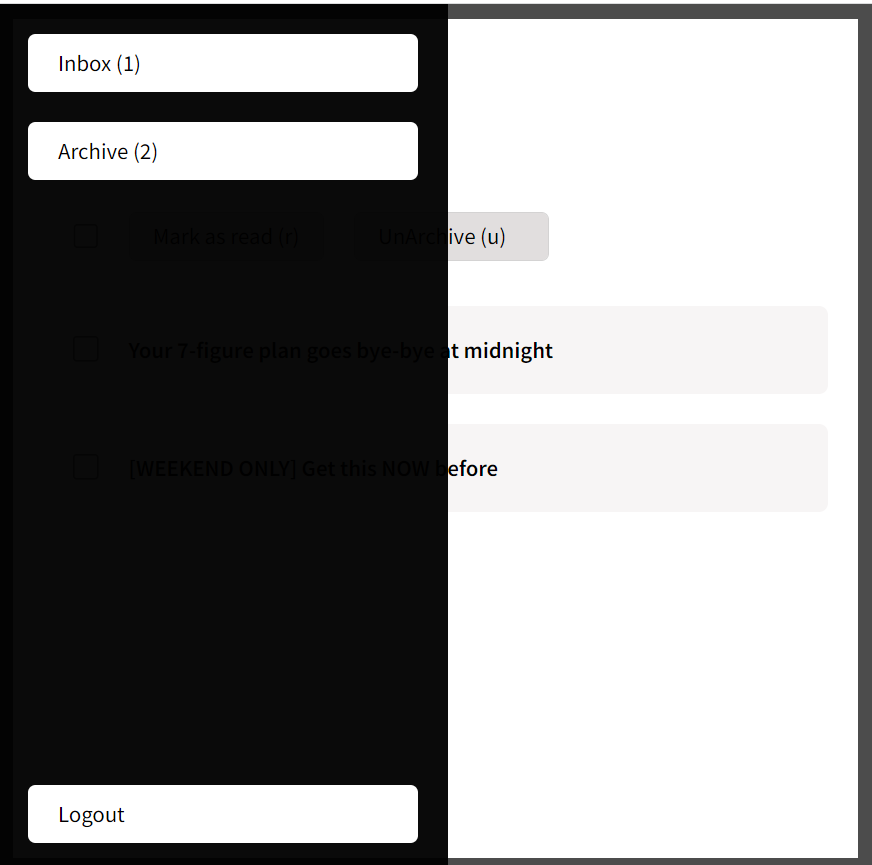 Inbox (1)
Archive (2)
Mark as read (r) UnArchive (u)
Your 7-figure plan goes bye-bye at midnight
[WEEKEND ONLY] Get this NOW before
Logout